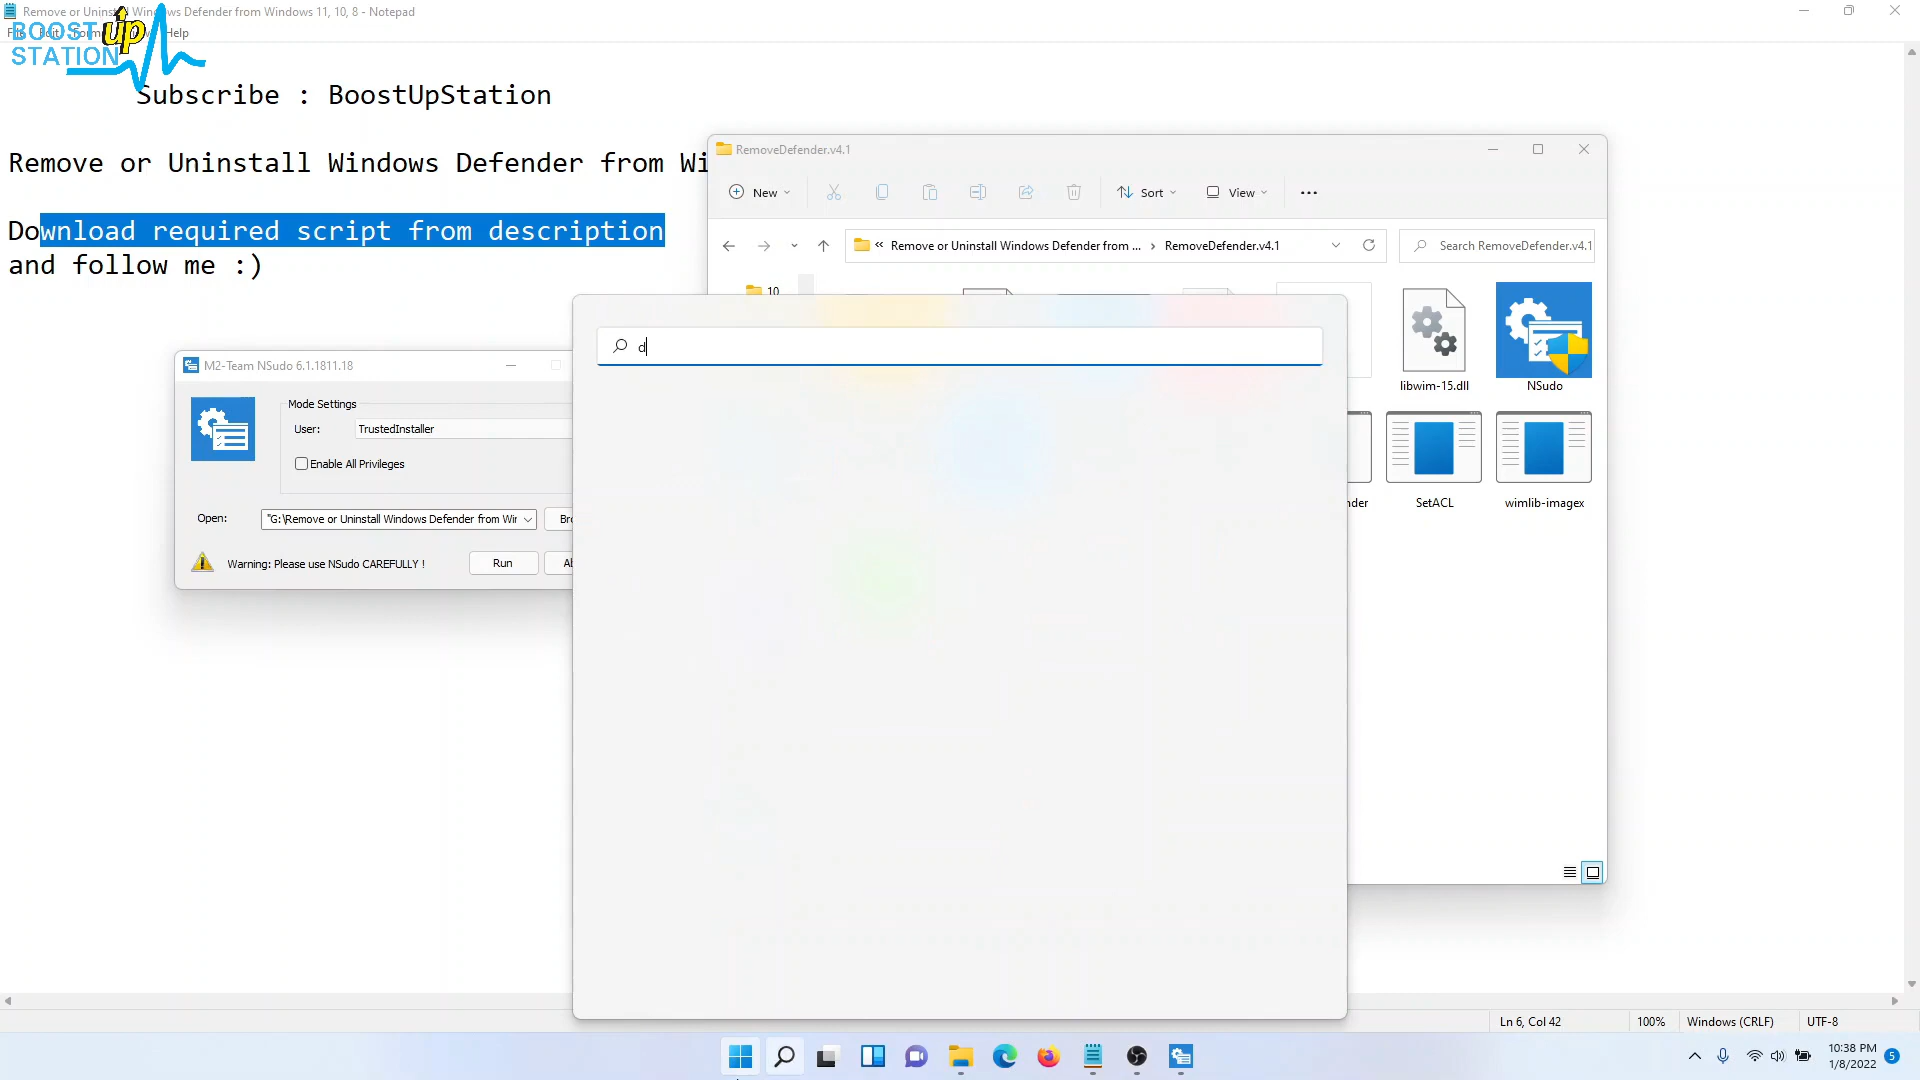 Remove or Uninstall Windows Defender from Windows 11, 10, 8 - Notepad
BOOST up
STATION
Help
Subscribe : BoostUpStation
Remove or Uninstall Windows Defender from Wi
Download required script from description
and follow me :)
RemoveDefender.v4.1
New
Sort
View
« Remove or Uninstall Windows Defender from ... > RemoveDefender.v4.1
Search RemoveDefender.v4.1
10
d
libwim-15.dll
NSudo
SetACL
wimlib-imagex
M2-Team NSudo 6.1.1811.18
Mode Settings
User: TrustedInstaller
Enable All Privileges
Open: "G:\Remove or Uninstall Windows Defender from Wir
Warning: Please use NSudo CAREFULLY !
Run
Ln 6, Col 42
100%
Windows (CRLF)
UTF-8
10:38 PM
1/8/2022
5